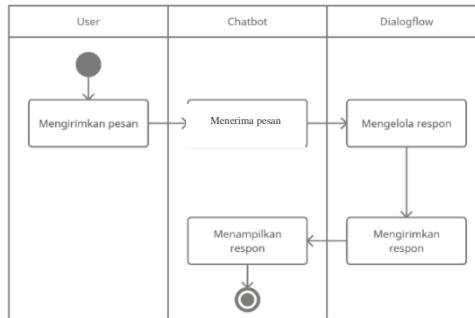 User
Chatbot
Dialogflow
Mengirimkan pesan
Menerima pesan
Mengelola respon
Menampilkan
respon
Mengirimkan
respon